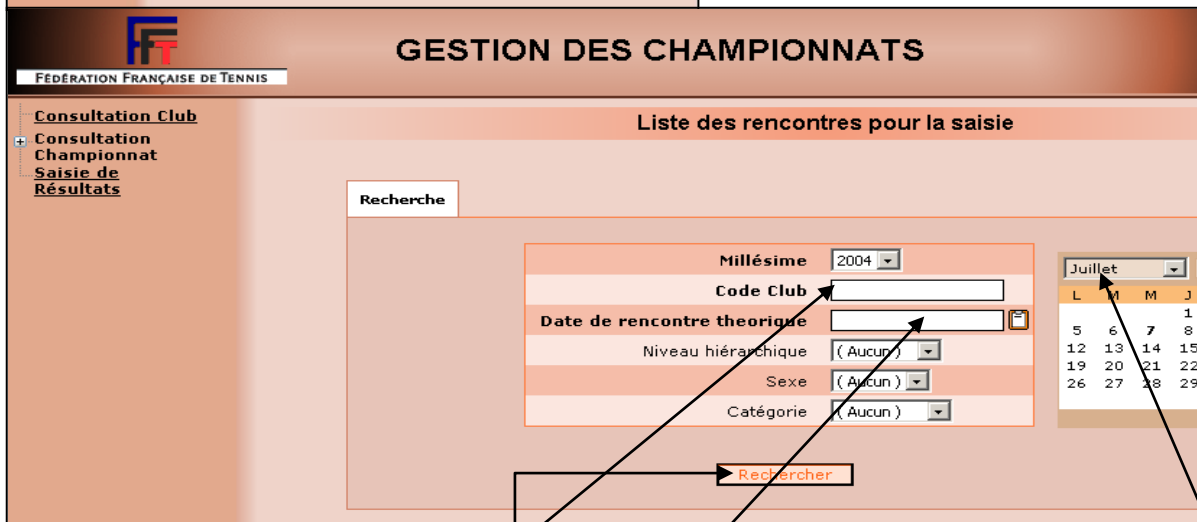 FFT
FÉDÉRATION FRANÇAISE DE TENNIS
GESTION DES CHAMPIONNATS
Consultation Club
Consultation
Championnat
Saisie de
Résultats
Liste des rencontres pour la saisie
Recherche
Millésime 2004
Code Club
Date de rencontre theorique
Niveau hiérarchique ( Aucun )
Sexe ( Aucun )
Catégorie ( Aucun )
Rechercher
Juillet
L M M J
1
5 6 7 8
12 13 14 15
19 20 21 22
26 27 28 29